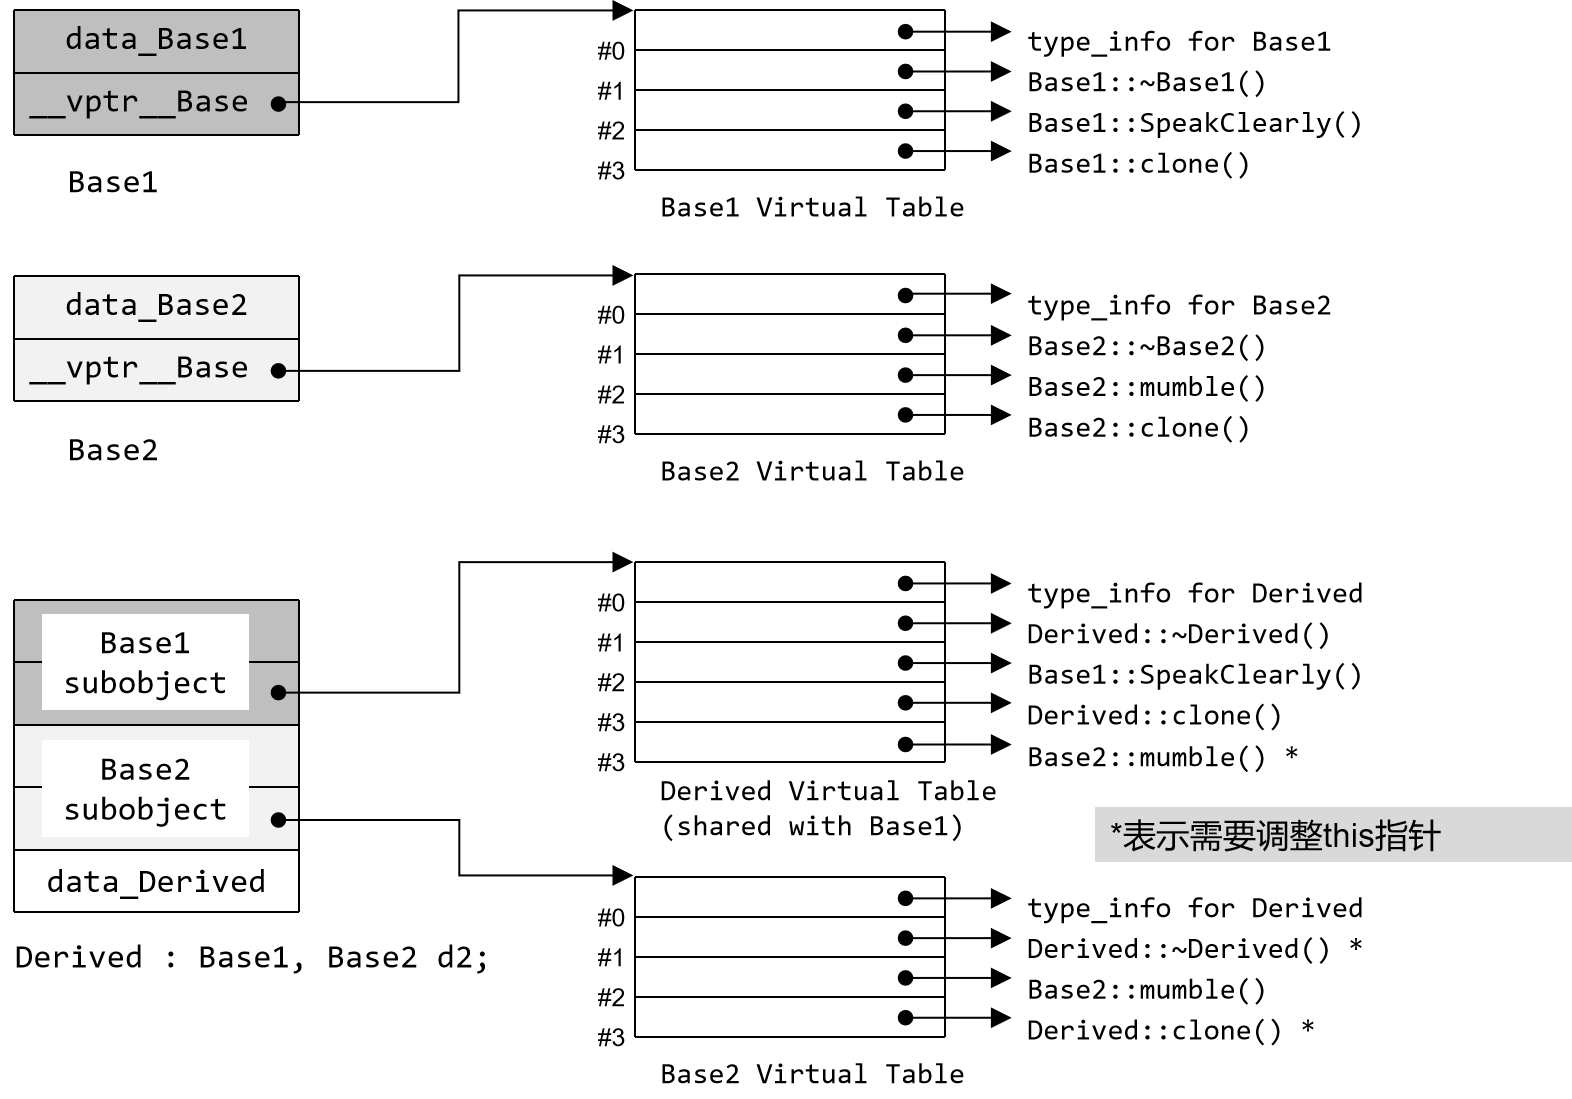 data_Base1
__vptr__Base
Base1
#0
#1
#2
#3
type_info for Base1
Base1::~Base1()
Base1::SpeakClearly()
Base1::clone()
Base1 Virtual Table
data_Base2
__vptr__Base
Base2
#0
#1
#2
#3
type_info for Base2
Base2::~Base2()
Base2::mumble()
Base2::clone()
Base2 Virtual Table
Base1
subobject
Base2
subobject
data_Derived
Derived : Base1, Base2 d2;
#0
#1
#2
#3
#3
type_info for Derived
Derived::~Derived()
Base1::SpeakClearly()
Derived::clone()
Base2::mumble() *
Derived Virtual Table
(shared with Base1)
*表示需要调整this指针
#0
#1
#2
#3
type_info for Derived
Derived::~Derived() *
Base2::mumble()
Derived::clone() *
Base2 Virtual Table